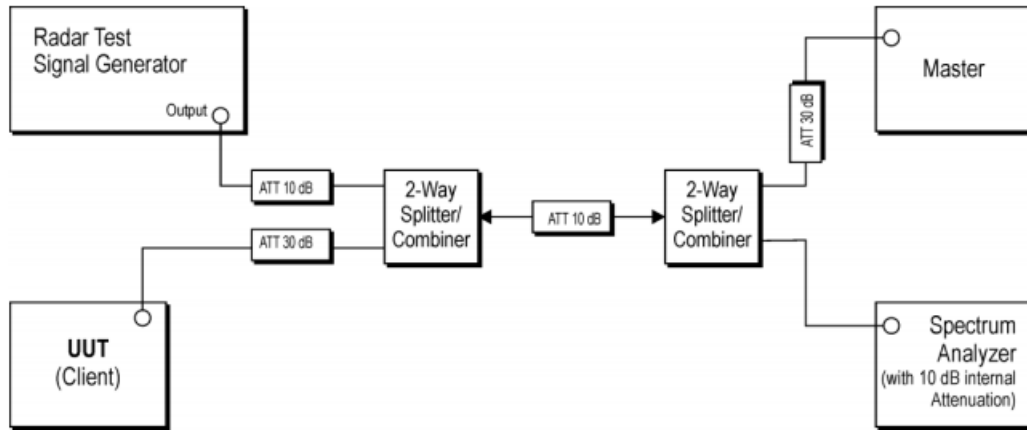 Radar Test
Signal Generator
Output
ATT 10 dB
ATT 30 dB
2-Way
Splitter/
Combiner
ATT 10 dB
2-Way
Splitter/
Combiner
ATT 30 dB
Master
UUT
(Client)
Spectrum
Analyzer
(with 10 dB internal
Attenuation)